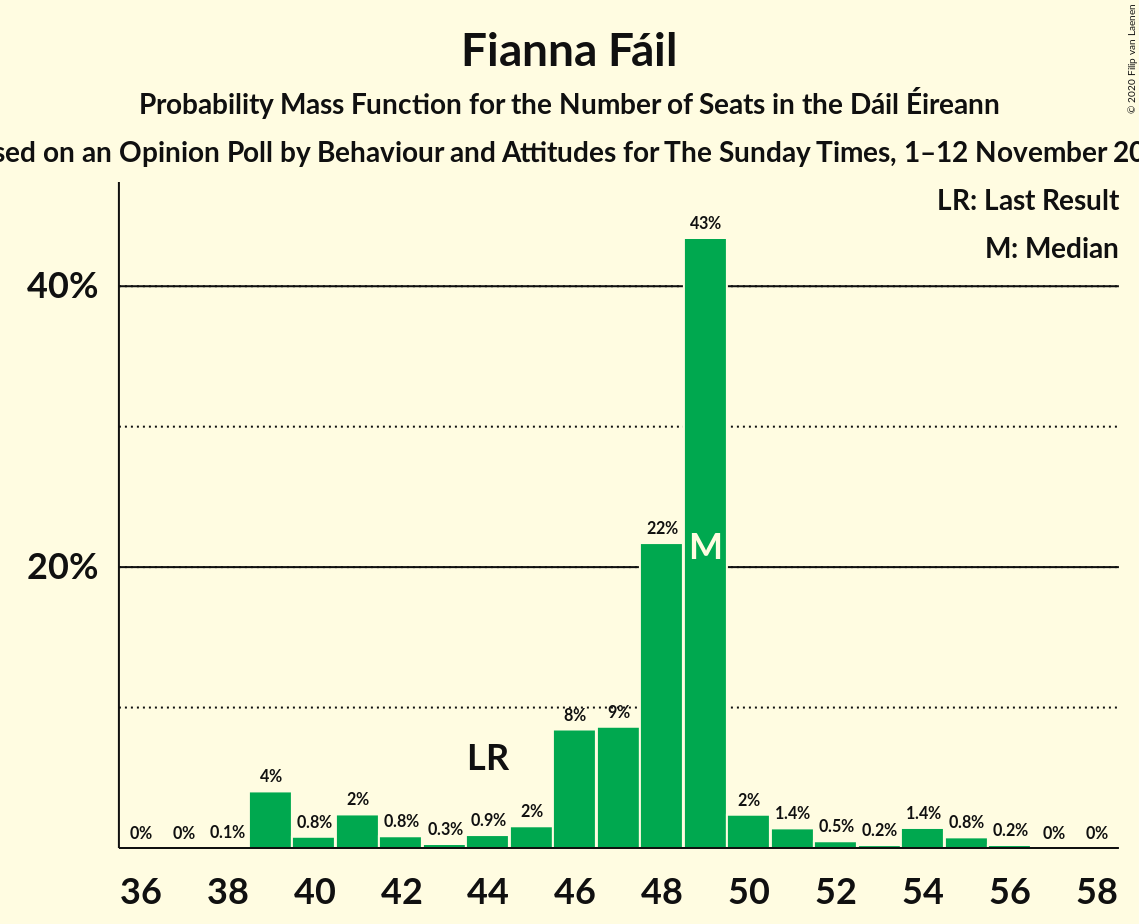 Fianna Fáil
Probability Mass Function for the Number of Seats in the Dáil Éireann
on an Opinion Poll by Behaviour and Attitudes for The Sunday Times, 1–12 November
© 2020 Filip van Laenen
LR: Last Result
M: Median
40%
20%
0% 0% 0.1% 4% 0.8% 2% 0.8% 0.3% 0.9% 2% 8% 9% 22% 43% 2% 1.4% 0.5% 0.2% 1.4% 0.8% 0.2% 0% 0%
LR
M
36 38 40 42 44 46 48 50 52 54 56 58